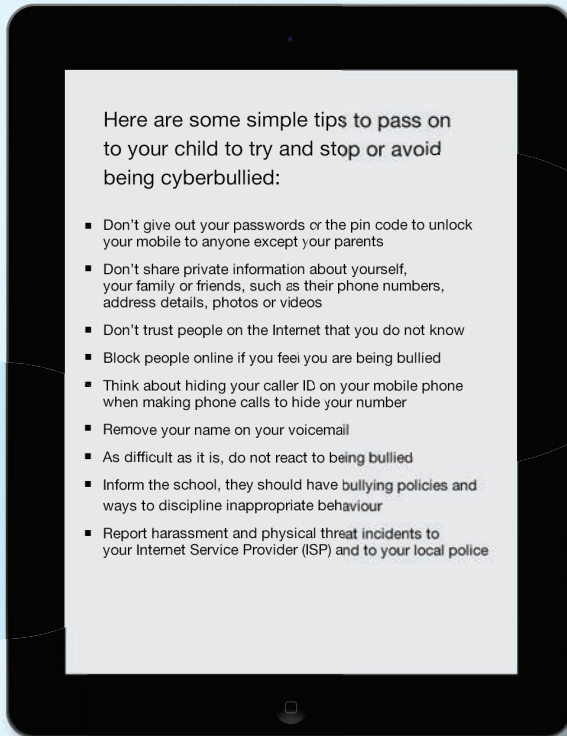 Here are some simple tips to pass on
to your child to try and stop or avoid
being cyberbullied:
■ Don't give out your passwords or the pin code to unlock
your mobile to anyone except your parents
■ Don't share private information about yourself,
your family or friends, such as their phone numbers,
address details, photos or videos
■ Don't trust people on the Internet that you do not know
■ Block people online if you feel you are being bullied
■ Think about hiding your caller ID on your mobile phone
when making phone calls to hide your number
■ Remove your name on your voicemail
■ As difficult as it is, do not react to being bullied
■ Inform the school, they should have bullying policies and
ways to discipline inappropriate behaviour
■ Report harassment and physical threat incidents to
your Internet Service Provider (ISP) and to your local police